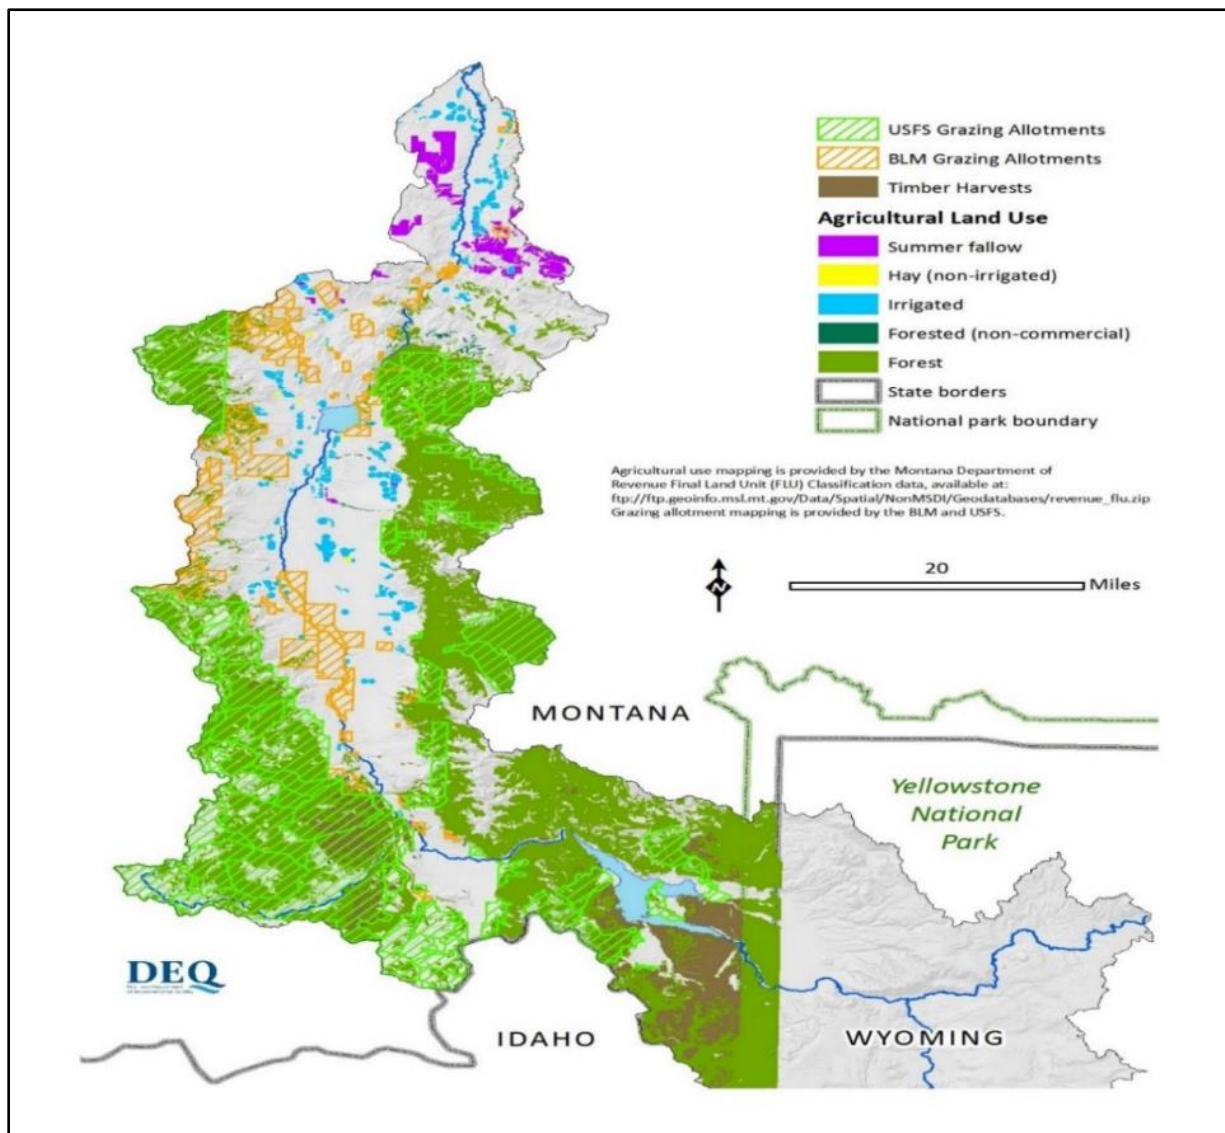 USFS Grazing Allotments
BLM Grazing Allotments
Timber Harvests
Agricultural Land Use
Summer fallow
Hay (non-irrigated)
Irrigated
Forested (non-commercial)
Forest
State borders
National park boundary
Agricultural use mapping is provided by the Montana Department of
Revenue Final Land Unit (FLU) Classification data, available at:
ftp://ftp.geoinfo.msl.mt.gov/Data/Spatial/NonMSDI/Geodatabases/revenue_flu.zip
Grazing allotment mapping is provided by the BLM and USFS.
N
20
Miles
MONTANA
Yellowstone
National
Park
DEQ
IDAHO
WYOMING